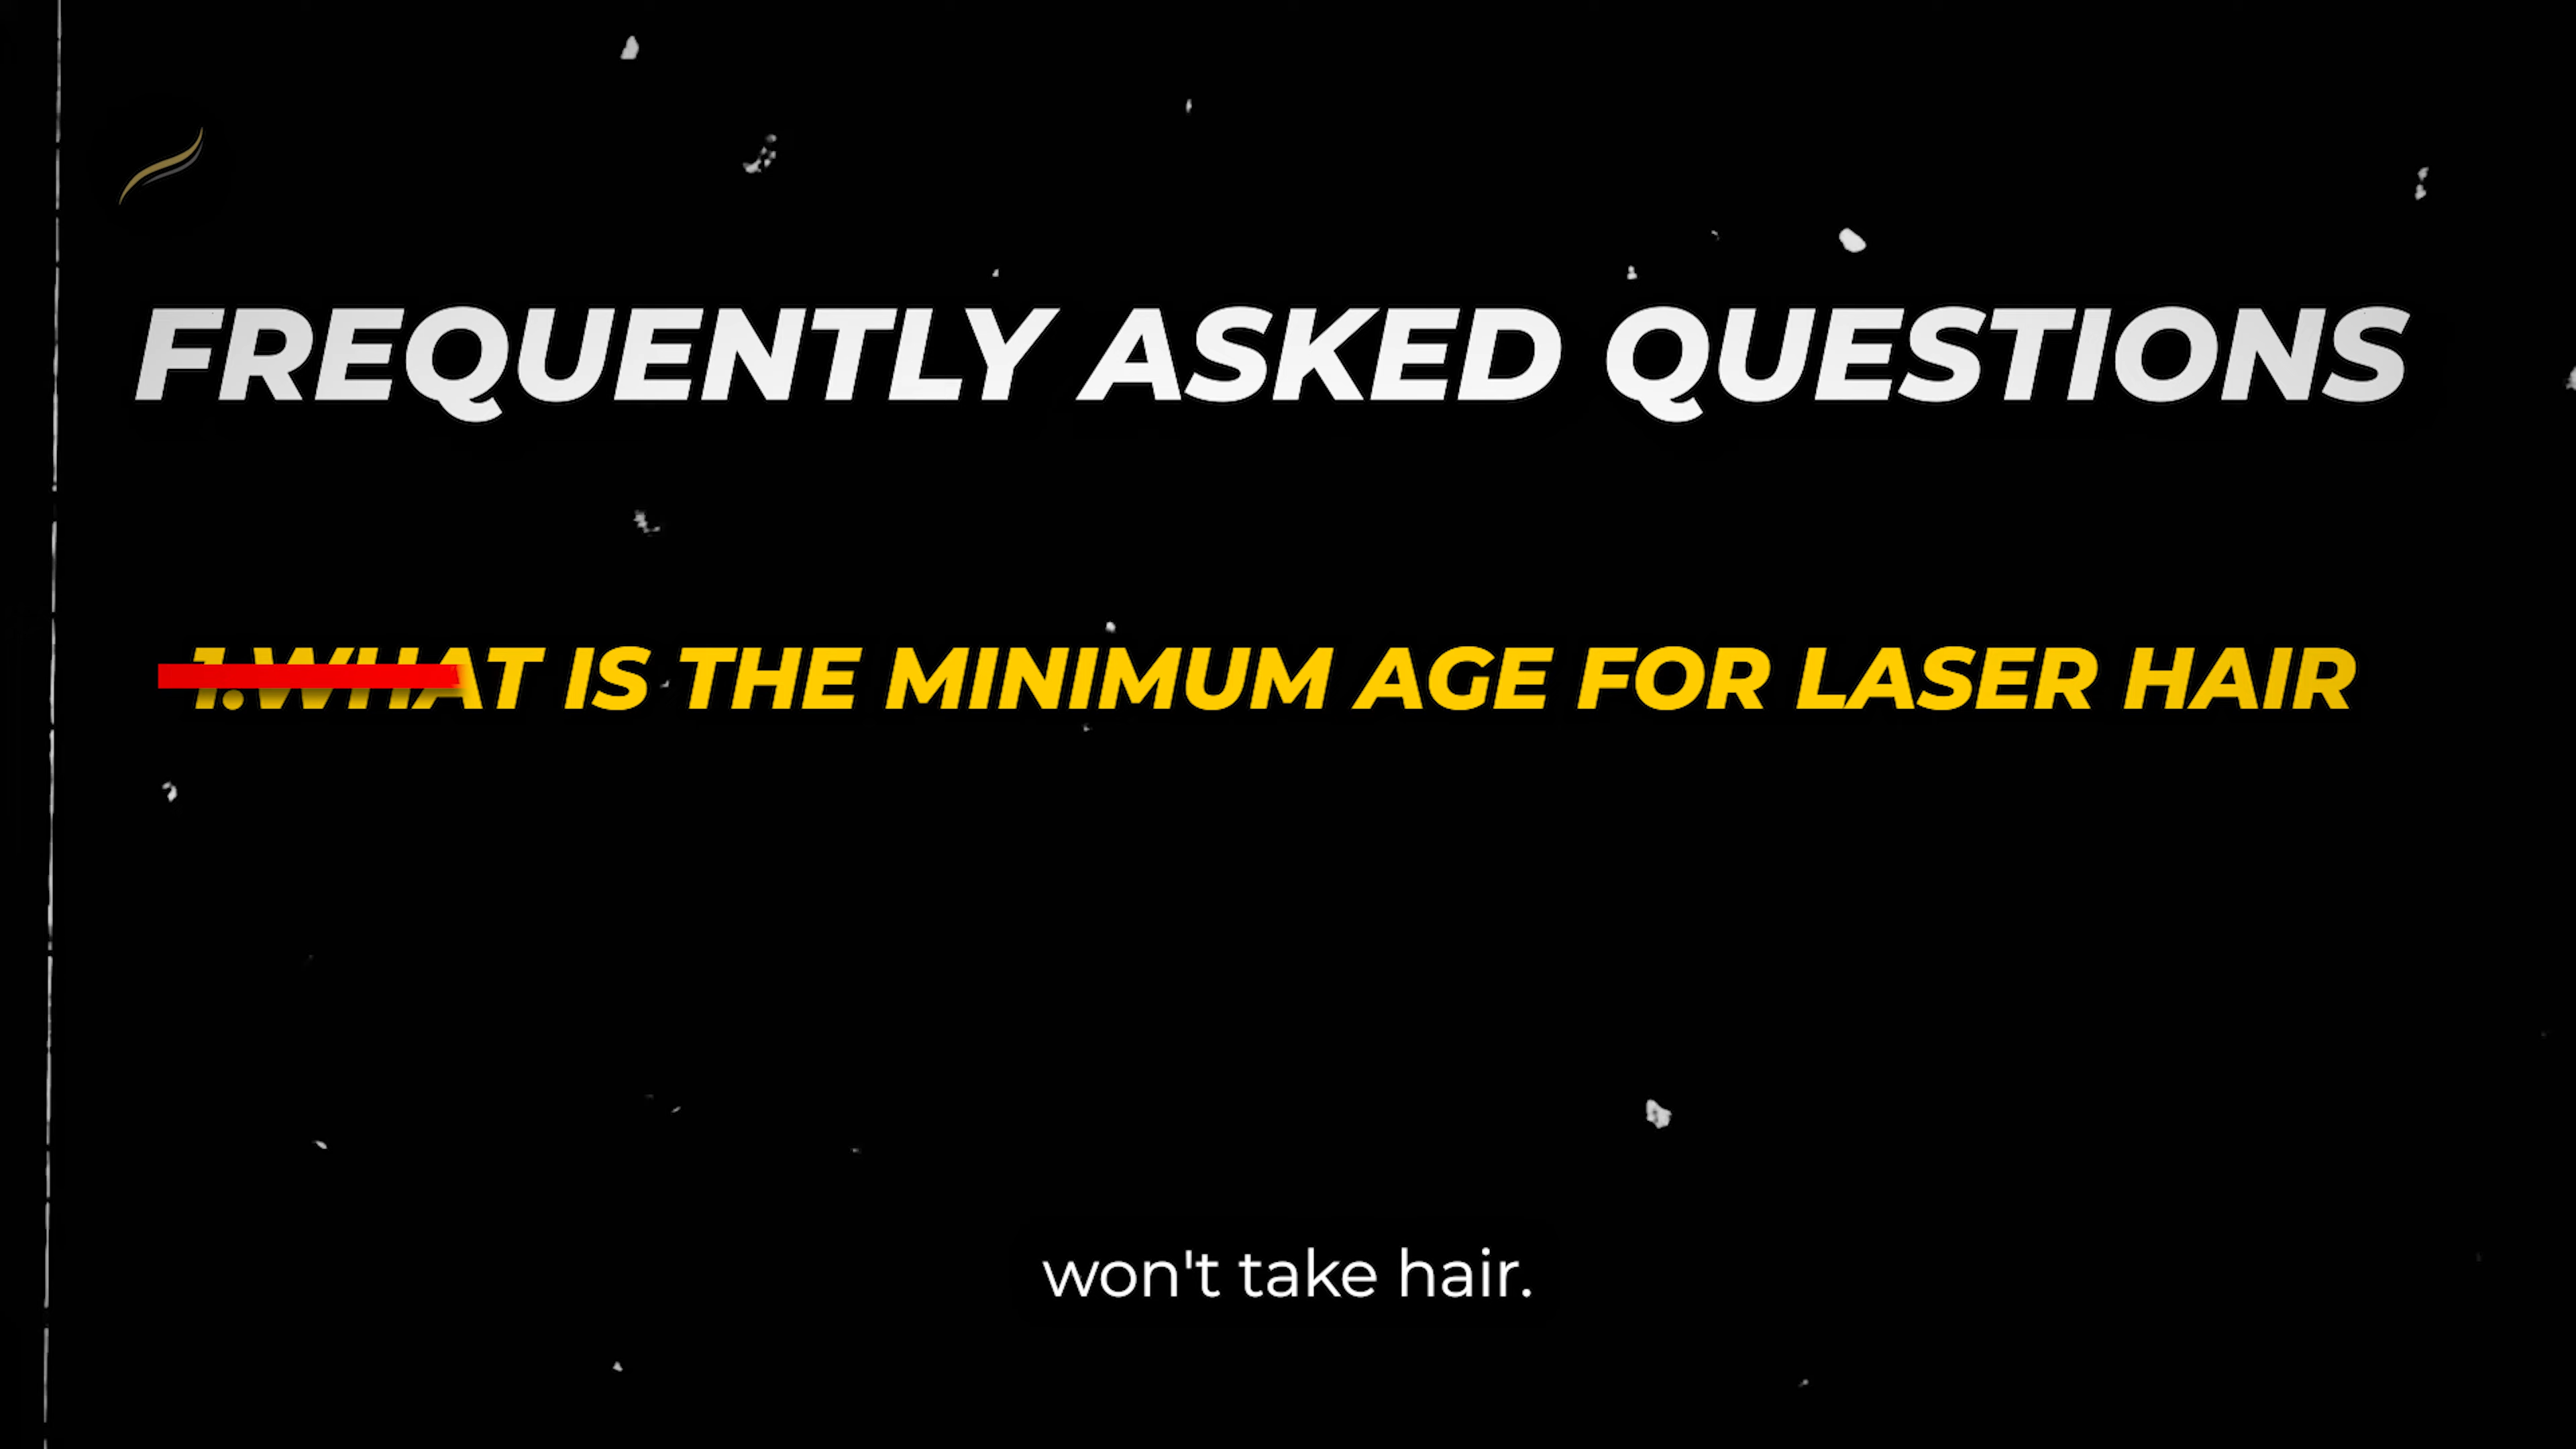 FREQUENTLY ASKED QUESTIONS
1.WHAT IS THE MINIMUM AGE FOR LASER HAIR
won't take hair.